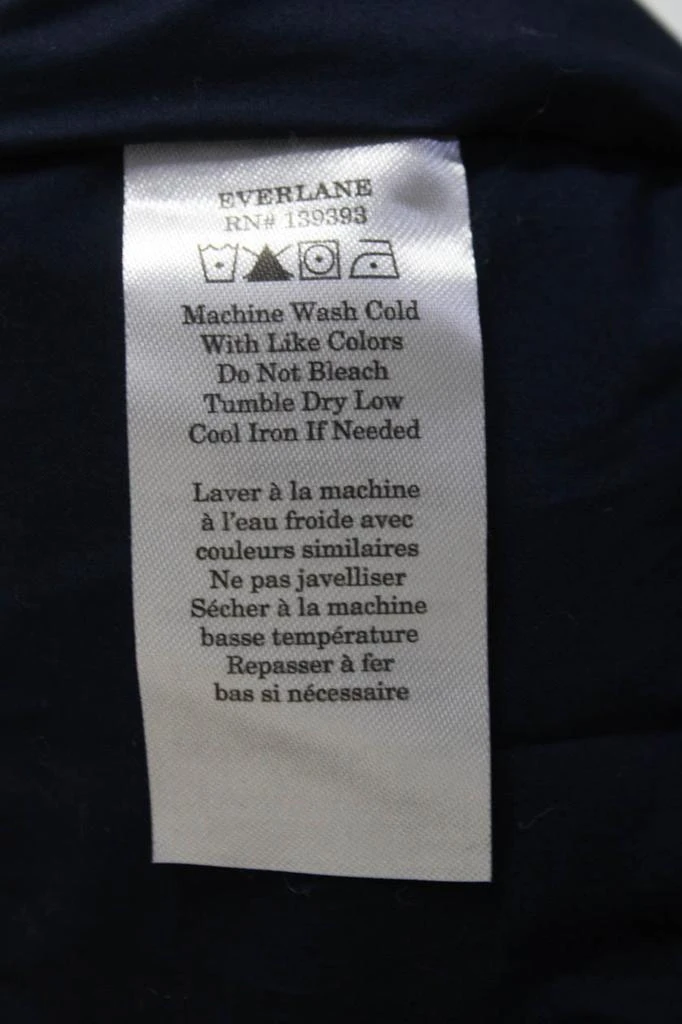 EVERLANE
RN# 139393
Machine Wash Cold
With Like Colors
Do Not Bleach
Tumble Dry Low
Cool Iron If Needed
Laver à la machine
à l'eau froide avec
couleurs similaires
Ne pas javelliser
Sécher à la machine
basse température
Repasser à fer
bas si nécessaire